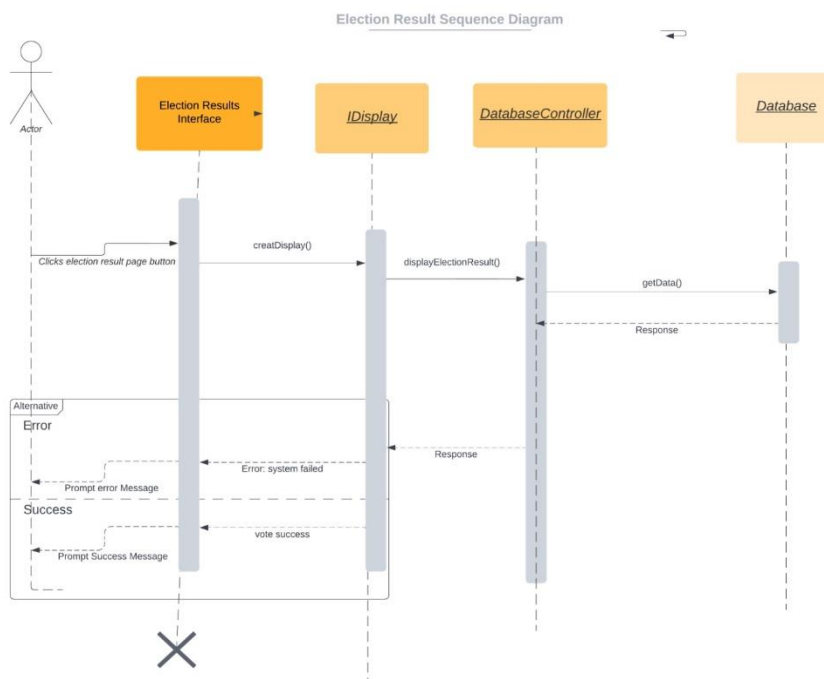 Election Result Sequence Diagram
Election Results
Interface
IDisplay
DatabaseController
Database
Actor
Clicks election result page button
creatDisplay()
displayElectionResult()
getData()
Response
Alternative
Error
Response
Error: system failed
Prompt error Message
Success
vote success
Prompt Success Message